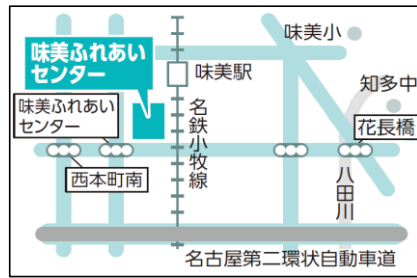 味美ふれあい
センター
味美駅
味美小
知多中
味美ふれあい
センター
花長橋
名鉄小牧線
西本町南
八田川
名古屋第二環状自動車道